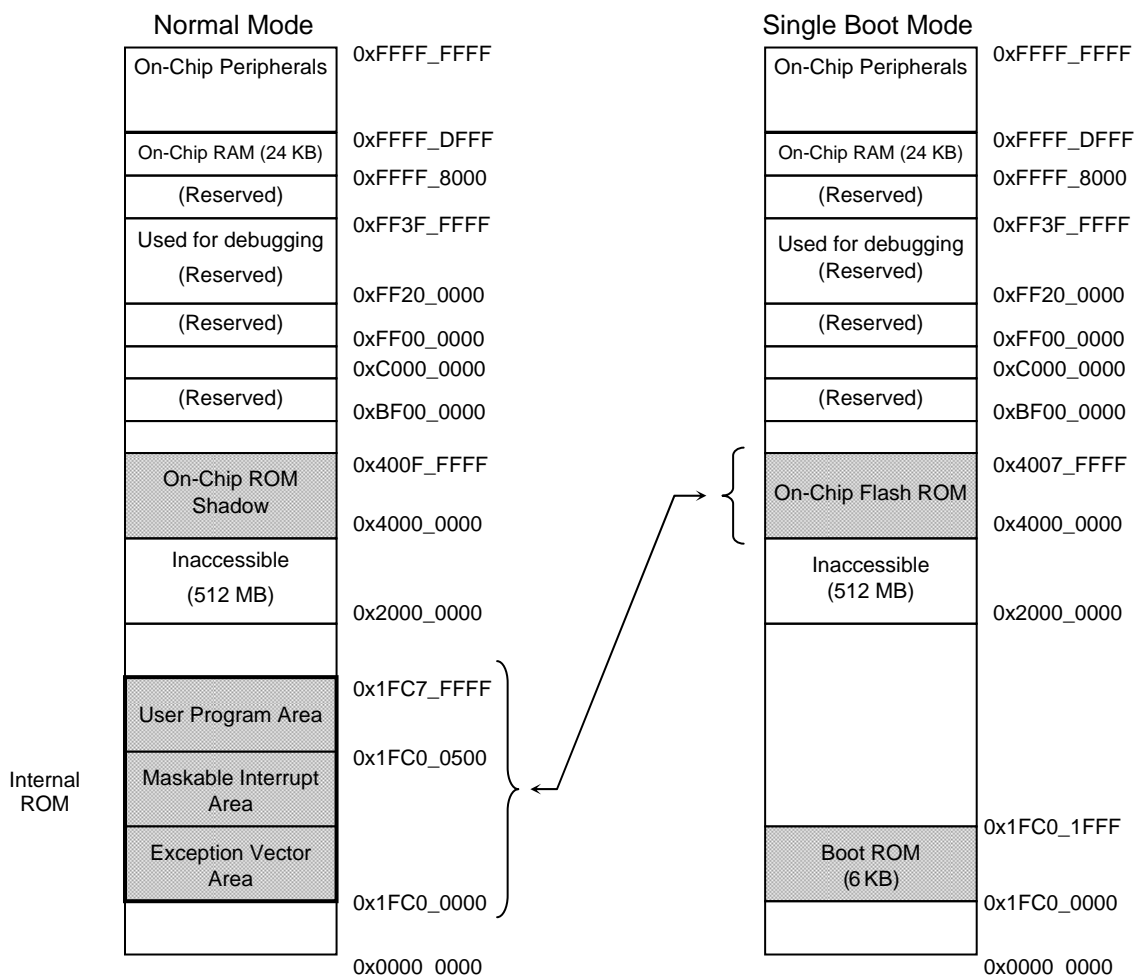 Normal Mode
On-Chip Peripherals
0xFFFF_FFFF
0xFFFF_DFFF
On-Chip RAM (24 KB)
0xFFFF_8000
(Reserved)
0xFF3F_FFFF
Used for debugging
(Reserved)
0xFF20_0000
(Reserved)
0xFF00_0000
0xC000_0000
(Reserved)
0xBF00_0000
0x400F_FFFF
On-Chip ROM
Shadow
0x4000_0000
Inaccessible
(512 MB)
0x2000_0000
0x1FC7_FFFF
User Program Area
0x1FC0_0500
Internal
ROM
Maskable Interrupt
Area
Exception Vector
Area
0x1FC0_0000
0x0000_0000
Single Boot Mode
On-Chip Peripherals
0xFFFF_FFFF
0xFFFF_DFFF
On-Chip RAM (24 KB)
0xFFFF_8000
(Reserved)
0xFF3F_FFFF
Used for debugging
(Reserved)
0xFF20_0000
(Reserved)
0xFF00_0000
0xC000_0000
(Reserved)
0xBF00_0000
0x4007_FFFF
On-Chip Flash ROM
0x4000_0000
Inaccessible
(512 MB)
0x2000_0000
0x1FC0_1FFF
Boot ROM
(6 KB)
0x1FC0_0000
0x0000_0000